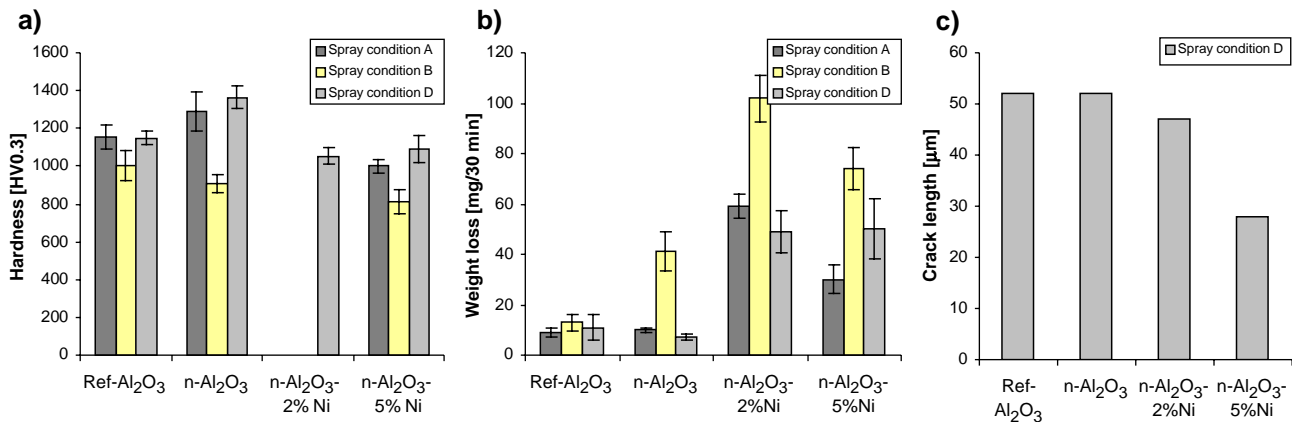 a)
Hardness [HV0.3]
1600
1400
1200
1000
800
600
400
200
0
Spray condition A
Spray condition B
Spray condition D
Ref-Al₂O₃
n-Al₂O₃
n-Al₂O₃-
2% Ni
n-Al₂O₃-
5% Ni
b)
Weight loss [mg/30 min]
120
100
80
60
40
20
0
Spray condition A
Spray condition B
Spray condition D
Ref-Al₂O₃
n-Al₂O₃
n-Al₂O₃-
2%Ni
n-Al₂O₃-
5%Ni
c)
Crack length [µm]
60
50
40
30
20
10
0
Spray condition D
Ref-
Al₂O₃
n-Al₂O₃
n-Al₂O₃-
2%Ni
n-Al₂O₃-
5%Ni